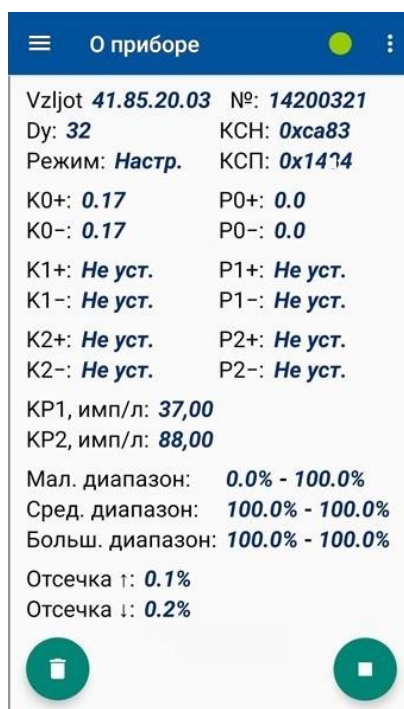 О приборе
Vzljot 41.85.20.03 №: 14200321
Dy: 32 КСН: 0xca83
Режим: Настр. КСП:
K0+: 0.17 P0+: 0.0
K0−: 0.17 P0−: 0.0
K1+: Не уст. P1+: Не уст.
K1−: Не уст. P1−: Не уст.
K2+: Не уст. P2+: Не уст.
K2−: Не уст. P2−: Не уст.
KP1, имп/л: 37,00
KP2, имп/л: 88,00
Мал. диапазон: 0.0% - 100.0%
Сред. диапазон: 100.0% - 100.0%
Больш. диапазон: 100.0% - 100.0%
Отсечка ↑: 0.1%
Отсечка ↓: 0.2%